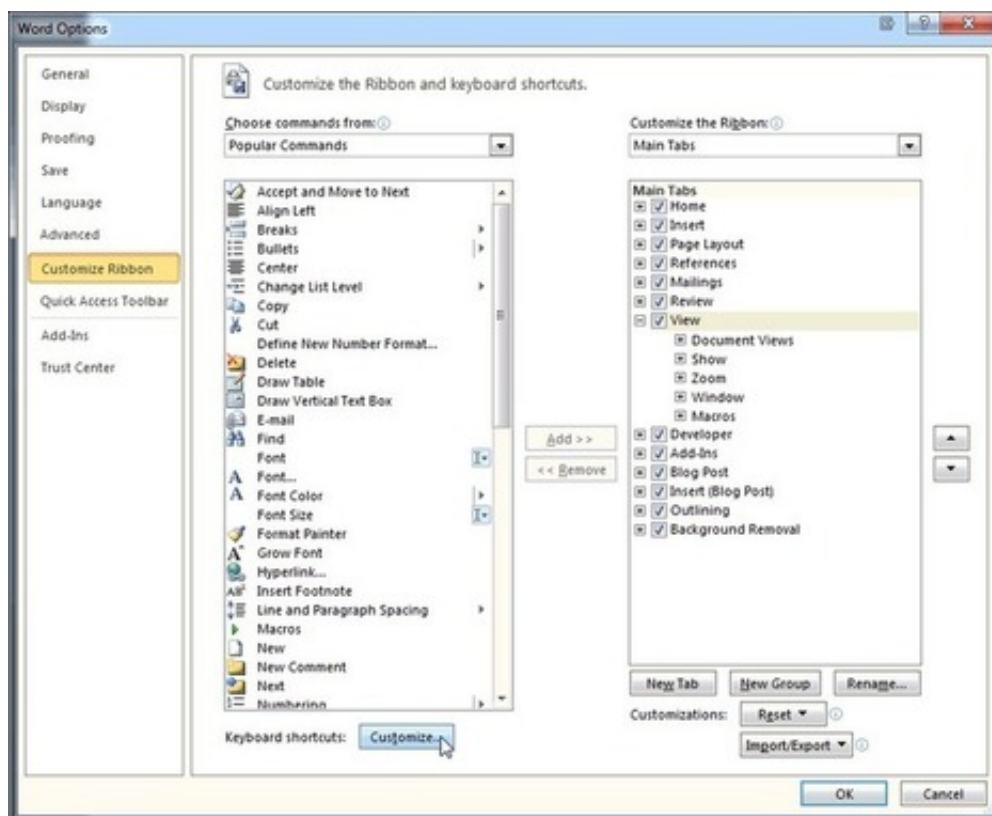 Word Options
General
Display
Proofing
Save
Language
Advanced
Customize Ribbon
Quick Access Toolbar
Add-Ins
Trust Center
Customize the Ribbon and keyboard shortcuts.
Choose commands from:
Popular Commands
Accept and Move to Next
Align Left
Breaks
Bullets
Center
Change List Level
Copy
Cut
Define New Number Format...
Delete
Draw Table
Draw Vertical Text Box
E-mail
Find
Font
Font...
Font Color
Font Size
Format Painter
Grow Font
Hyperlink...
Insert Footnote
Line and Paragraph Spacing
Macros
New
New Comment
Next
Numbering
Keyboard shortcuts: Customize...
Add >>
<< Remove
Customize the Ribbon:
Main Tabs
Main Tabs
Home
Insert
Page Layout
References
Mailings
Review
View
Document Views
Show
Zoom
Window
Macros
Developer
Add-Ins
Blog Post
Insert (Blog Post)
Outlining
Background Removal
New Tab New Group Rename...
Customizations: Reset
Import/Export
OK Cancel